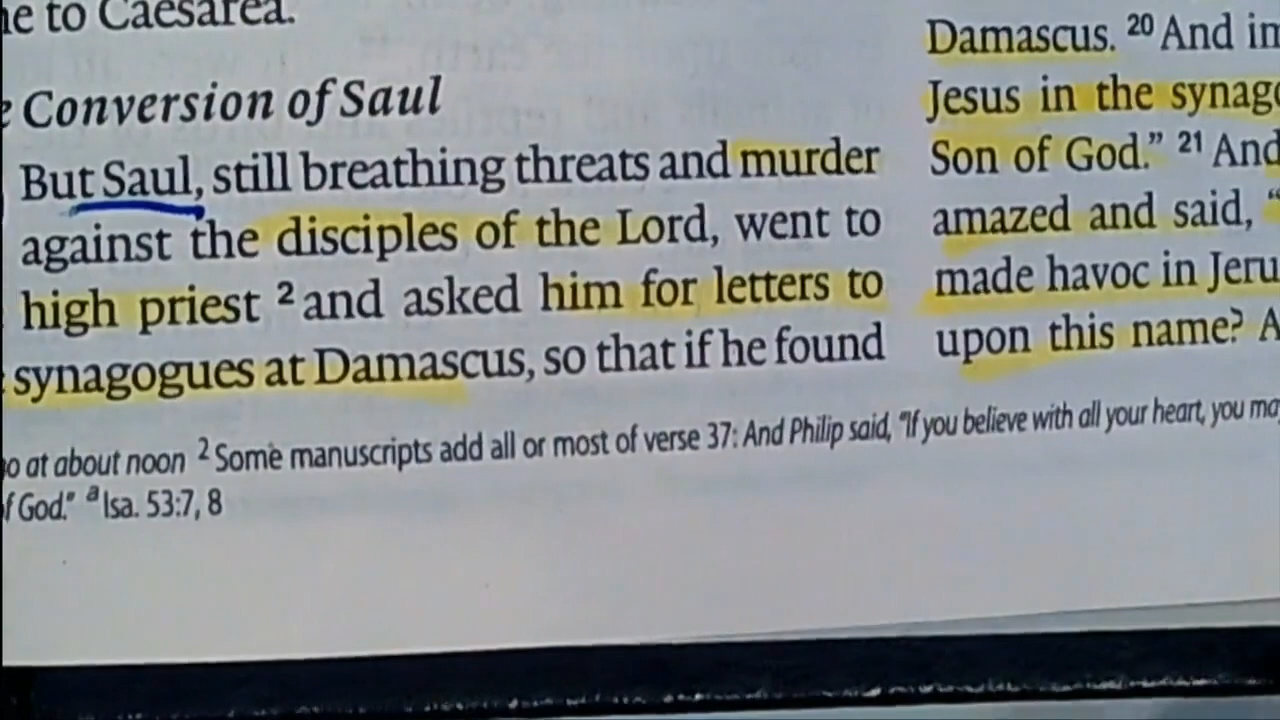 to Caesarea.
Conversion of Saul
But Saul, still breathing threats and murder
against the disciples of the Lord, went to
high priest 2 and asked him for letters to
synagogues at Damascus, so that if he found
Damascus. 20 And in
Jesus in the synag
Son of God.” 21 And
amazed and said, “
made havoc in Jeru
upon this name? A
o at about noon 2 Some manuscripts add all or most of verse 37: And Philip said, “If you believe with all your heart, you ma
f God.” a Isa. 53:7, 8